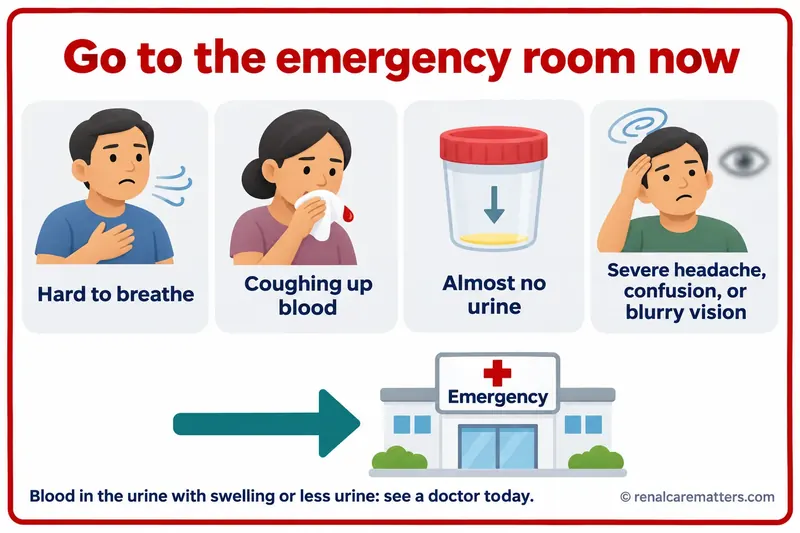 Go to the emergency room now
Hard to breathe
Coughing up
blood
Almost no
urine
Severe headache,
confusion, or
blurry vision
Emergency
Blood in the urine with swelling or less urine: see a doctor today.
© renalcarematters.com